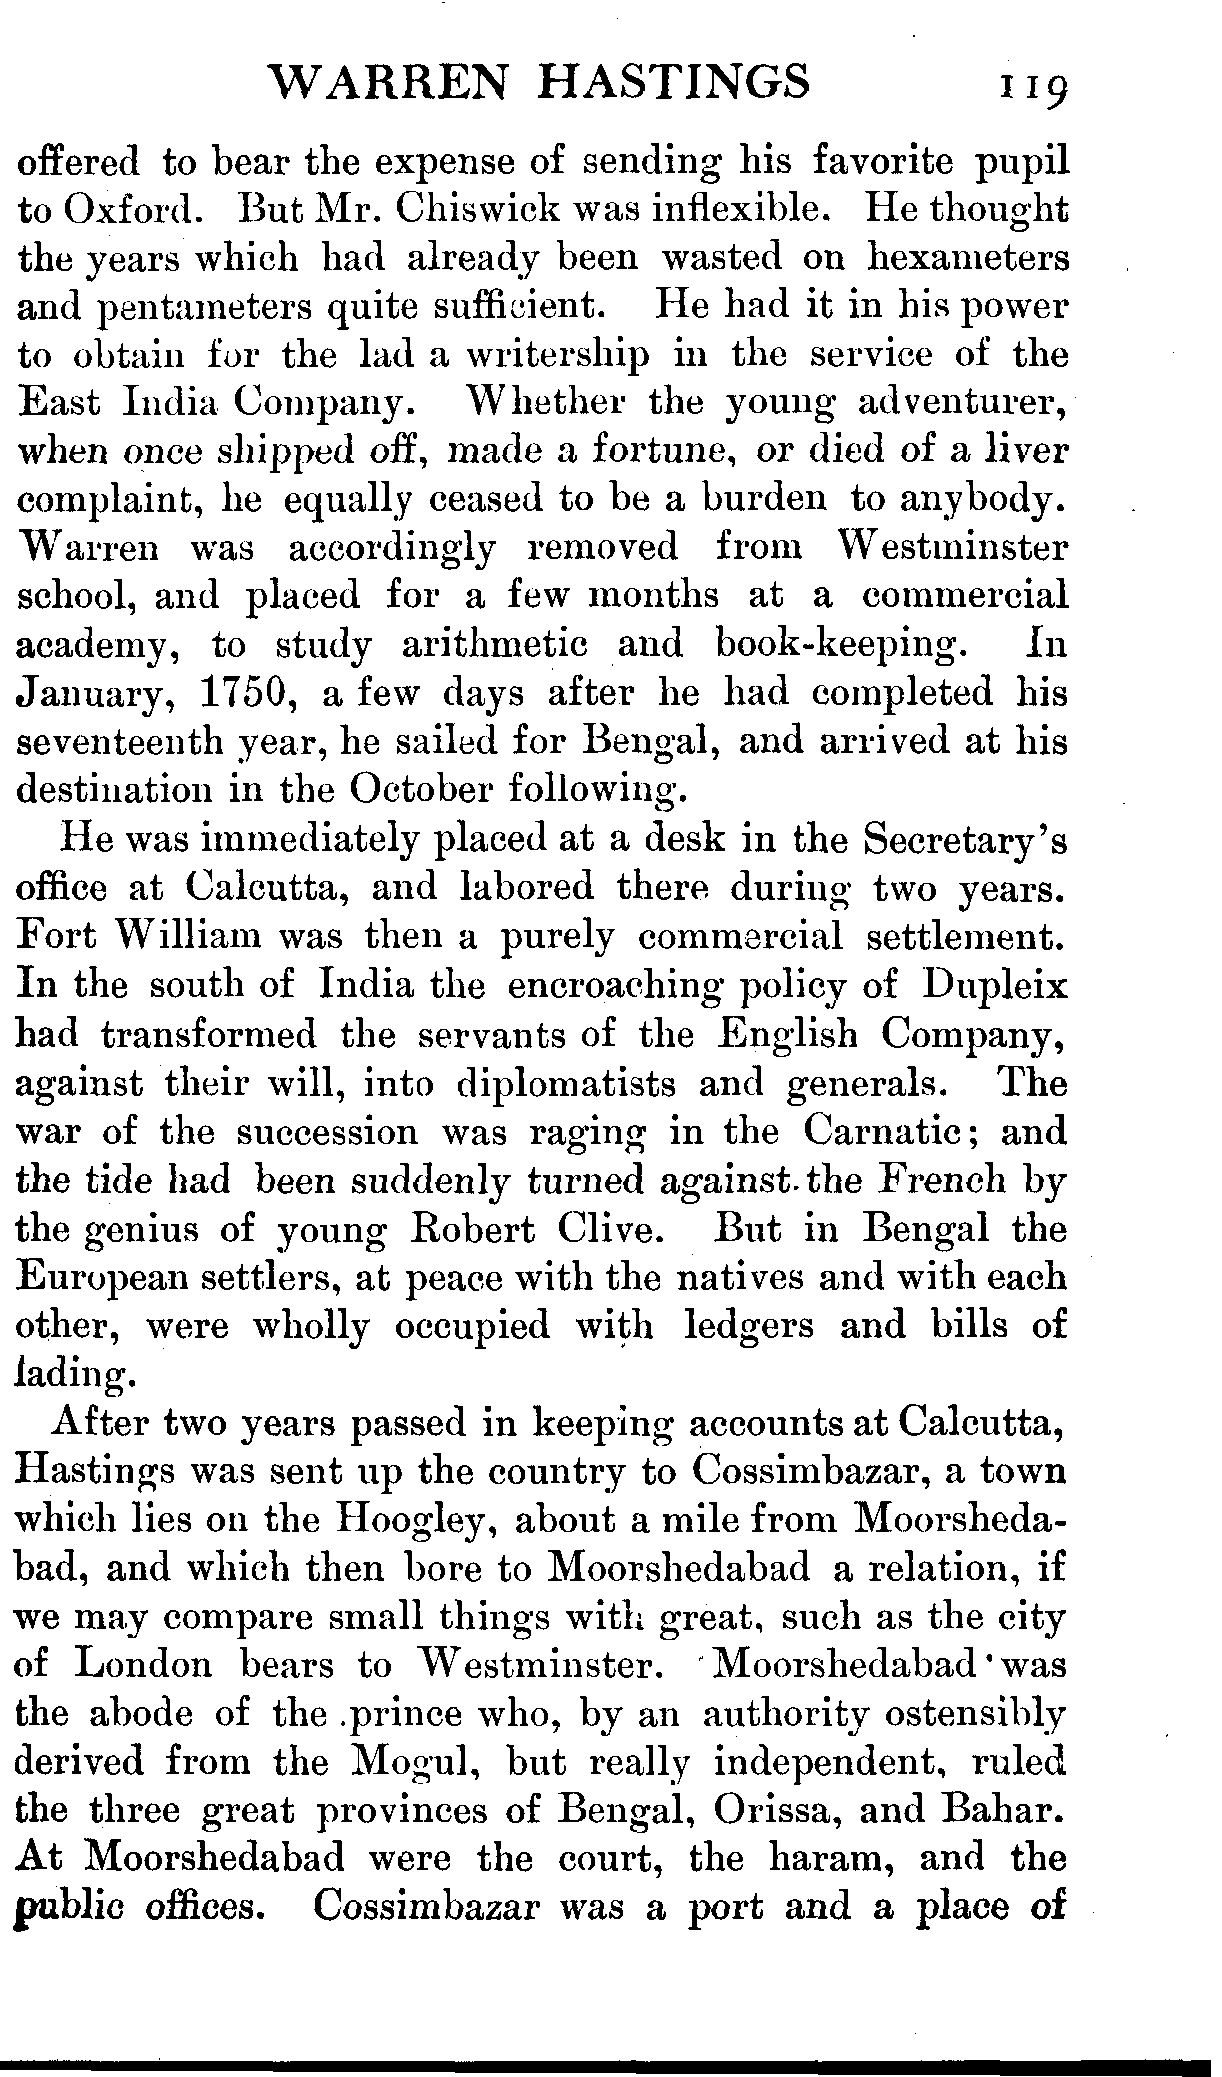 WARREN HASTINGS 119
offered to bear the expense of sending his favorite pupil
to Oxford. But Mr. Chiswick was inflexible. He thought
the years which had already been wasted on hexameters
and pentameters quite sufficient. He had it in his power
to obtain for the lad a writership in the service of the
East India Company. Whether the young adventurer,
when once shipped off, made a fortune, or died of a liver
complaint, he equally ceased to be a burden to anybody.
Warren was accordingly removed from Westminster
school, and placed for a few months at a commercial
academy, to study arithmetic and book-keeping. In
January, 1750, a few days after he had completed his
seventeenth year, he sailed for Bengal, and arrived at his
destination in the October following.
He was immediately placed at a desk in the Secretary's
office at Calcutta, and labored there during two years.
Fort William was then a purely commercial settlement.
In the south of India the encroaching policy of Dupleix
had transformed the servants of the English Company,
against their will, into diplomatists and generals. The
war of the succession was raging in the Carnatic; and
the tide had been suddenly turned against the French by
the genius of young Robert Clive. But in Bengal the
European settlers, at peace with the natives and with each
other, were wholly occupied with ledgers and bills of
lading.
After two years passed in keeping accounts at Calcutta,
Hastings was sent up the country to Cossimbazar, a town
which lies on the Hoogley, about a mile from Moorsheda-
bad, and which then bore to Moorshedabad a relation, if
we may compare small things with great, such as the city
of London bears to Westminster. Moorshedabad was
the abode of the prince who, by an authority ostensibly
derived from the Mogul, but really independent, ruled
the three great provinces of Bengal, Orissa, and Bahar.
At Moorshedabad were the court, the haram, and the
public offices. Cossimbazar was a port and a place of